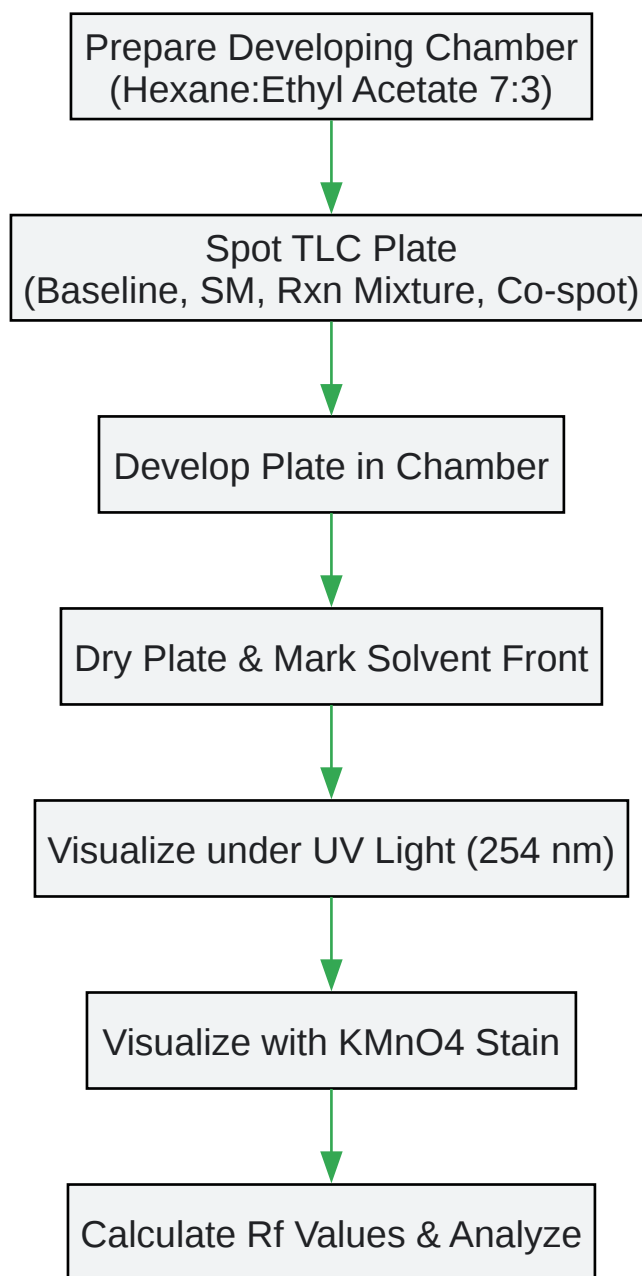 Prepare Developing Chamber
(Hexane:Ethyl Acetate 7:3)
Spot TLC Plate
(Baseline, SM, Rxn Mixture, Co-spot)
Develop Plate in Chamber
Dry Plate & Mark Solvent Front
Visualize under UV Light (254 nm)
Visualize with KMnO4 Stain
Calculate Rf Values & Analyze